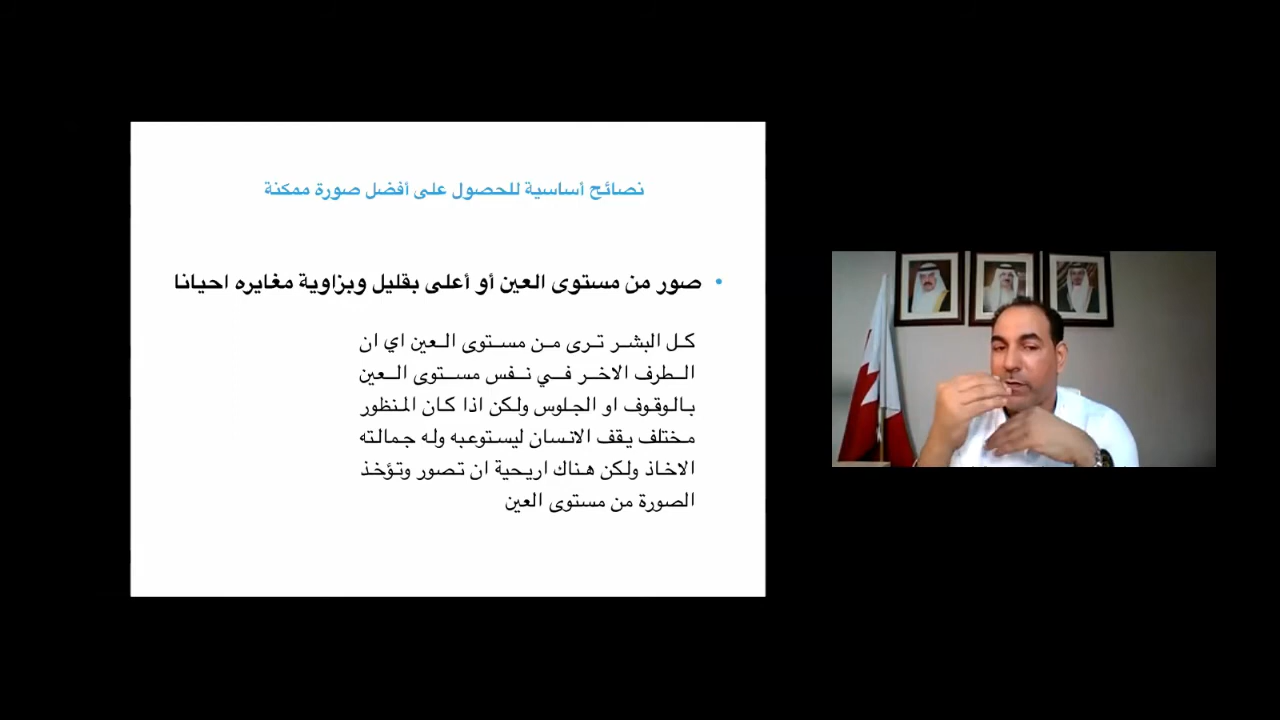 نصائح أساسية للحصول على أفضل صورة ممكنة
• صور من مستوى العين أو أعلى بقليل وبزاوية مغايره احيانا
كل البشر ترى من مستوى العين اي ان
الطرف الاخر في نفس مستوى العين
بالوقوف او الجلوس ولكن اذا كان المنظور
مختلف يقف الانسان ليستوعبه وله جمالته
الاخاذ ولكن هناك اريحية ان تصور وتؤخذ
الصورة من مستوى العين